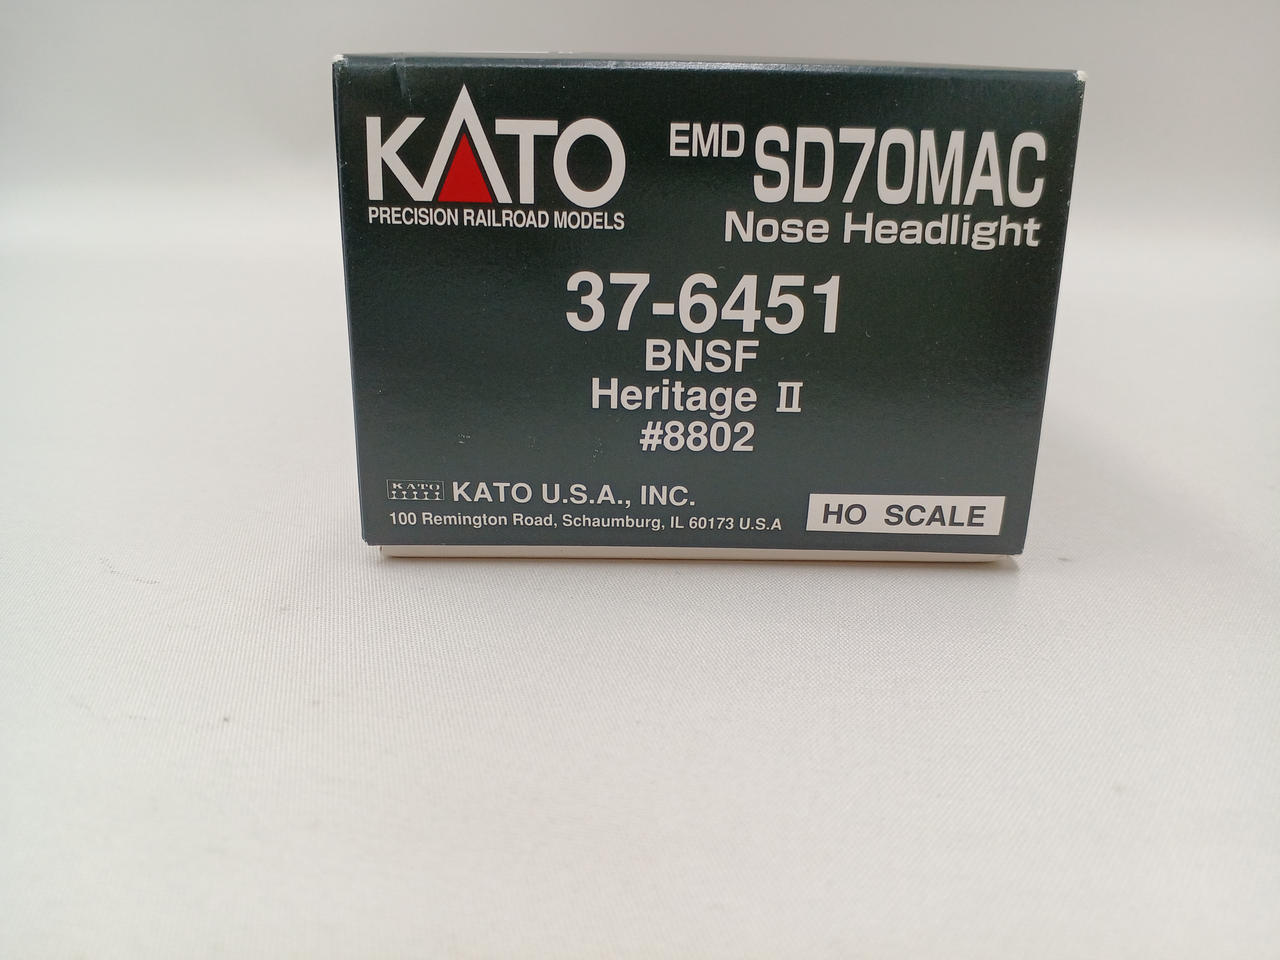 KATO
PRECISION RAILROAD MODELS
EMD SD70MAC
Nose Headlight
37-6451
BNSF
Heritage II
#8802
KATO KATO U.S.A., INC.
100 Remington Road, Schaumburg, IL 60173 U.S.A
HO SCALE